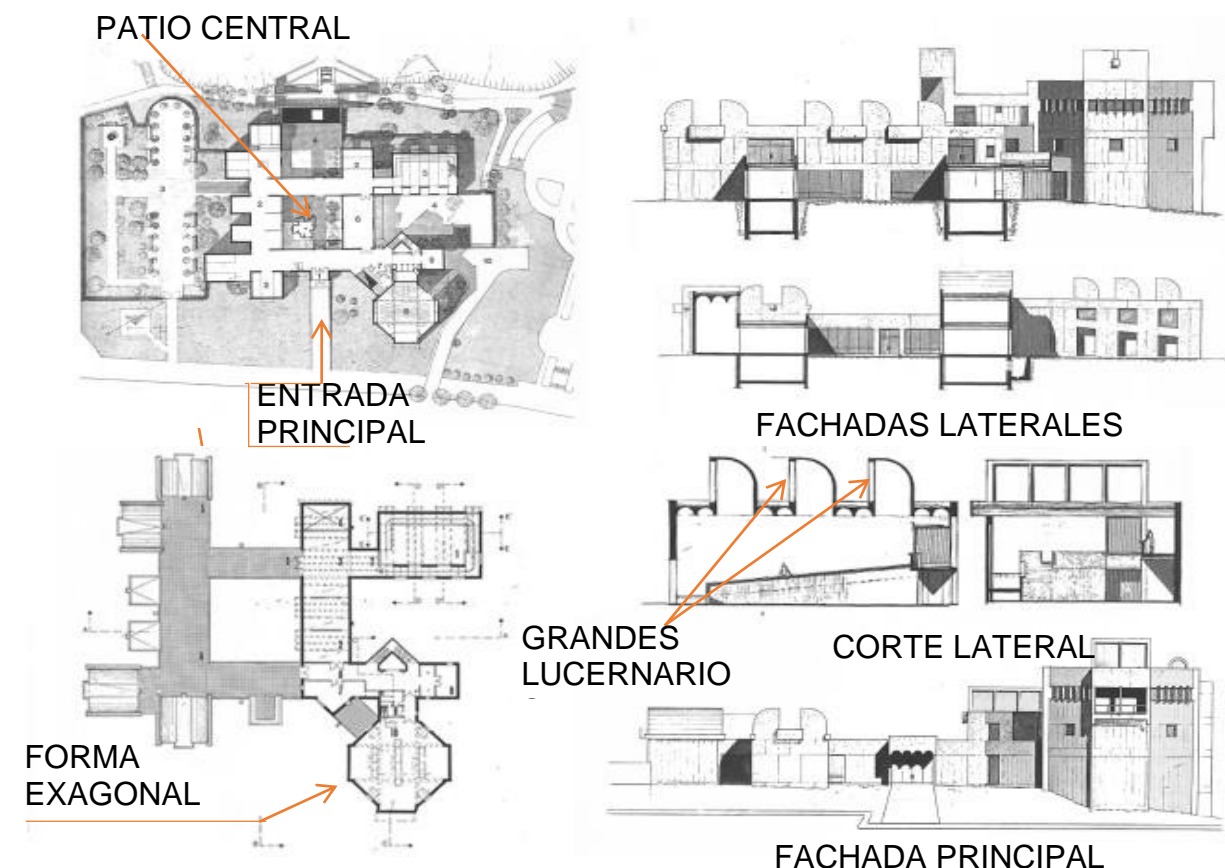 PATIO CENTRAL
ENTRADA
PRINCIPAL
FACHADAS LATERALES
GRANDES
LUCERNARIO
CORTE LATERAL
FORMA
EXAGONAL
FACHADA PRINCIPAL